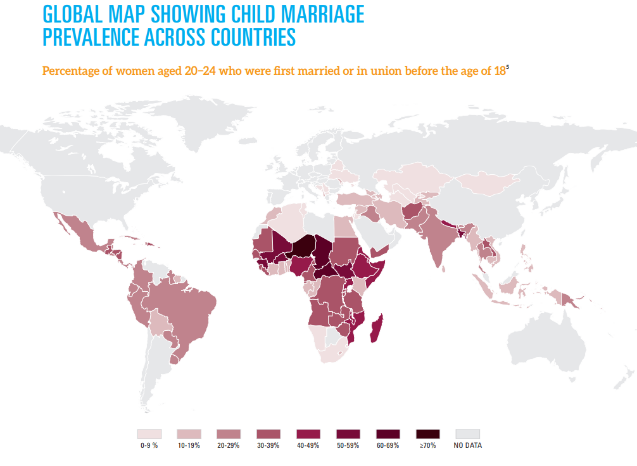 GLOBAL MAP SHOWING CHILD MARRIAGE
PREVALENCE ACROSS COUNTRIES
Percentage of women aged 20–24 who were first married or in union before the age of 18⁵
0-9 % 10-19% 20-29% 30-39% 40-49% 50-59% 60-69% ≥70% NO DATA